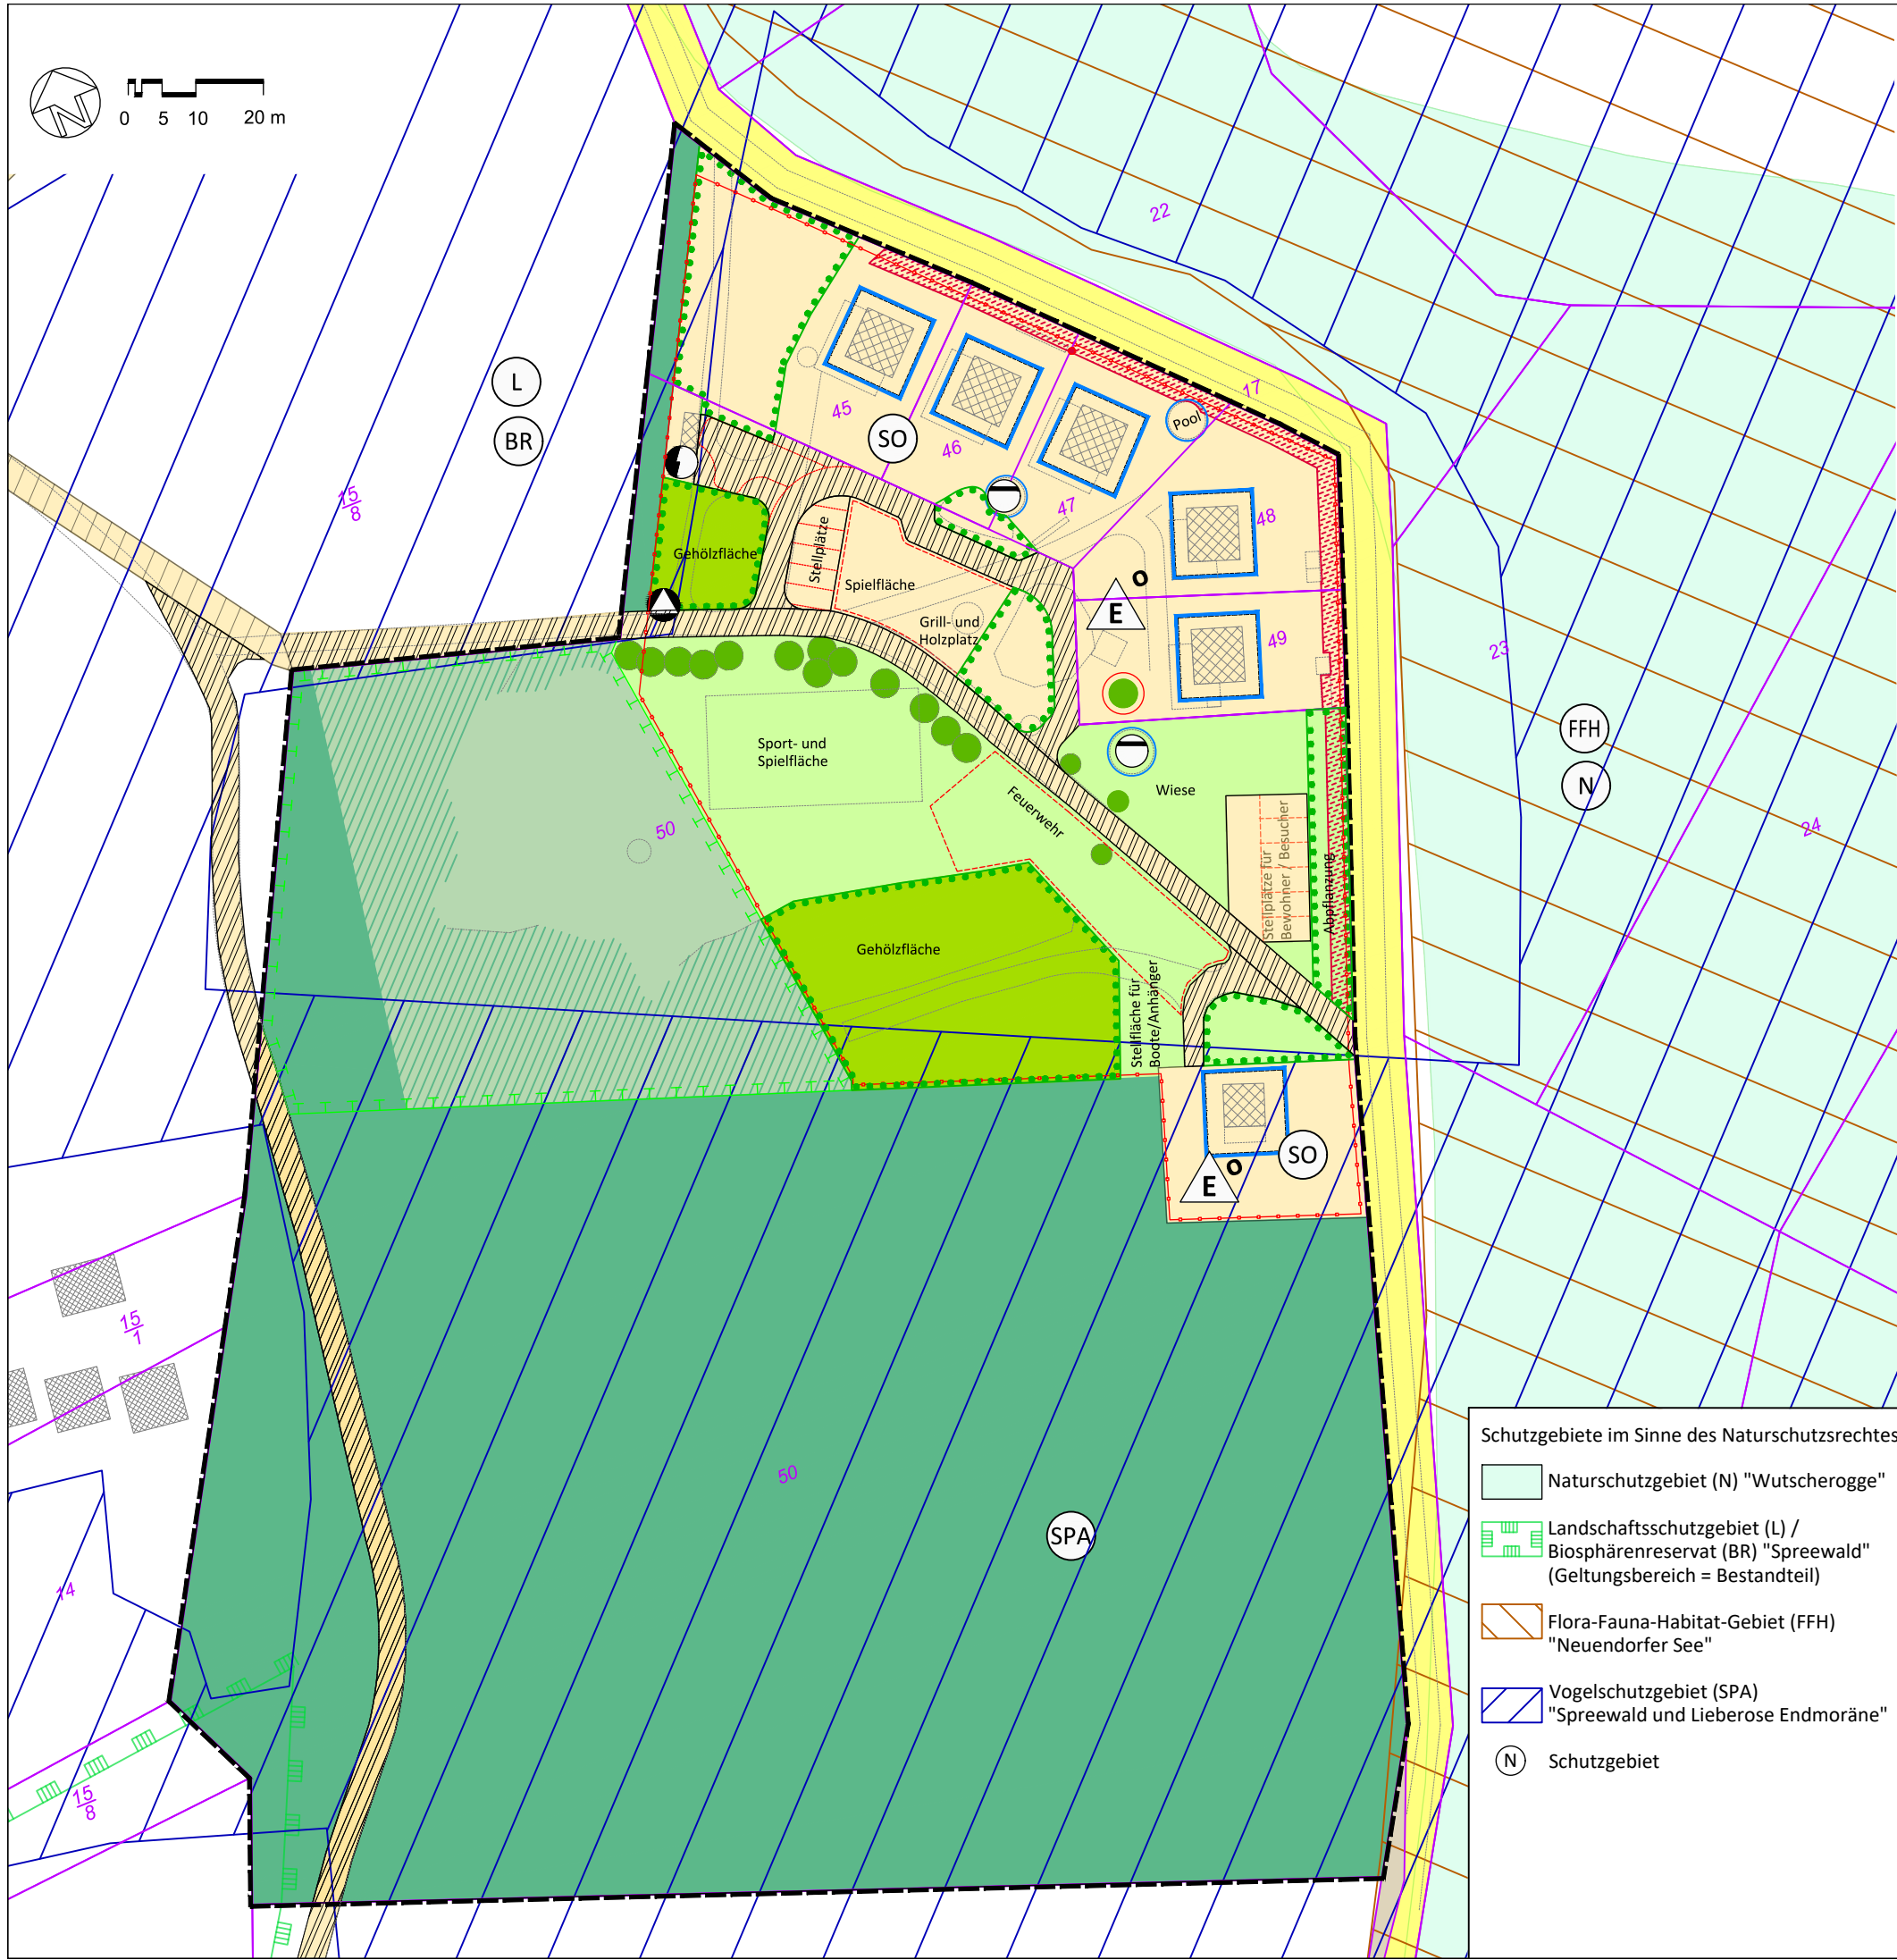 N
0 5 10 20 m
22
L
BR
15
8
45
SO
46
47
Pool
17
48
E
49
23
24
FFH
N
Gehölzfläche
Stellplätze
Spielfläche
Grill- und
Holzplatz
Sport- und
Spielfläche
50
Feuerwehr
Wiese
Stellplätze für
Bewohner / Besucher
Abpflanzung
Gehölzfläche
Stellfläche für
Boote/Anhänger
SO
E
15
1
50
SPA
14
15
8
Schutzgebiete im Sinne des Naturschutzsrechtes
Naturschutzgebiet (N) "Wutscherogge"
Landschaftsschutzgebiet (L) /
Biosphärenreservat (BR) "Spreewald"
(Geltungsbereich = Bestandteil)
Flora-Fauna-Habitat-Gebiet (FFH)
"Neuendorfer See"
Vogelschutzgebiet (SPA)
"Spreewald und Lieberose Endmoräne"
N Schutzgebiet